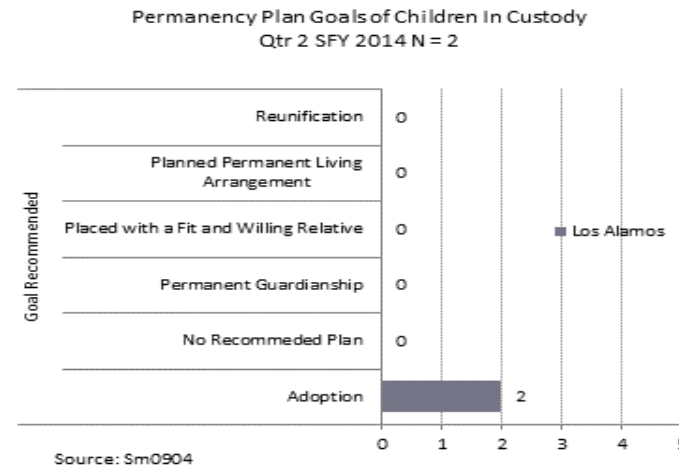 Permanency Plan Goals of Children In Custody
Qtr 2 SFY 2014 N = 2
Goal Recommended
Reunification 0
Planned Permanent Living
Arrangement 0
Placed with a Fit and Willing Relative 0
Los Alamos
Permanent Guardianship 0
No Recommeded Plan 0
Adoption 2
0 1 2 3 4 5
Source: Sm0904